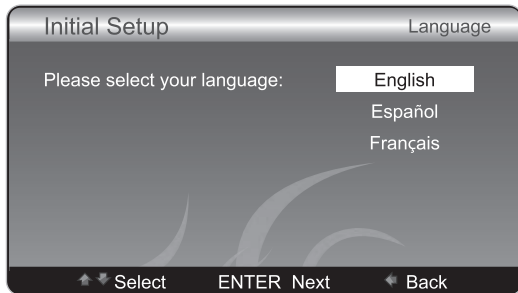 Initial Setup Language
Please select your language: English
Español
Français
Select ENTER Next Back